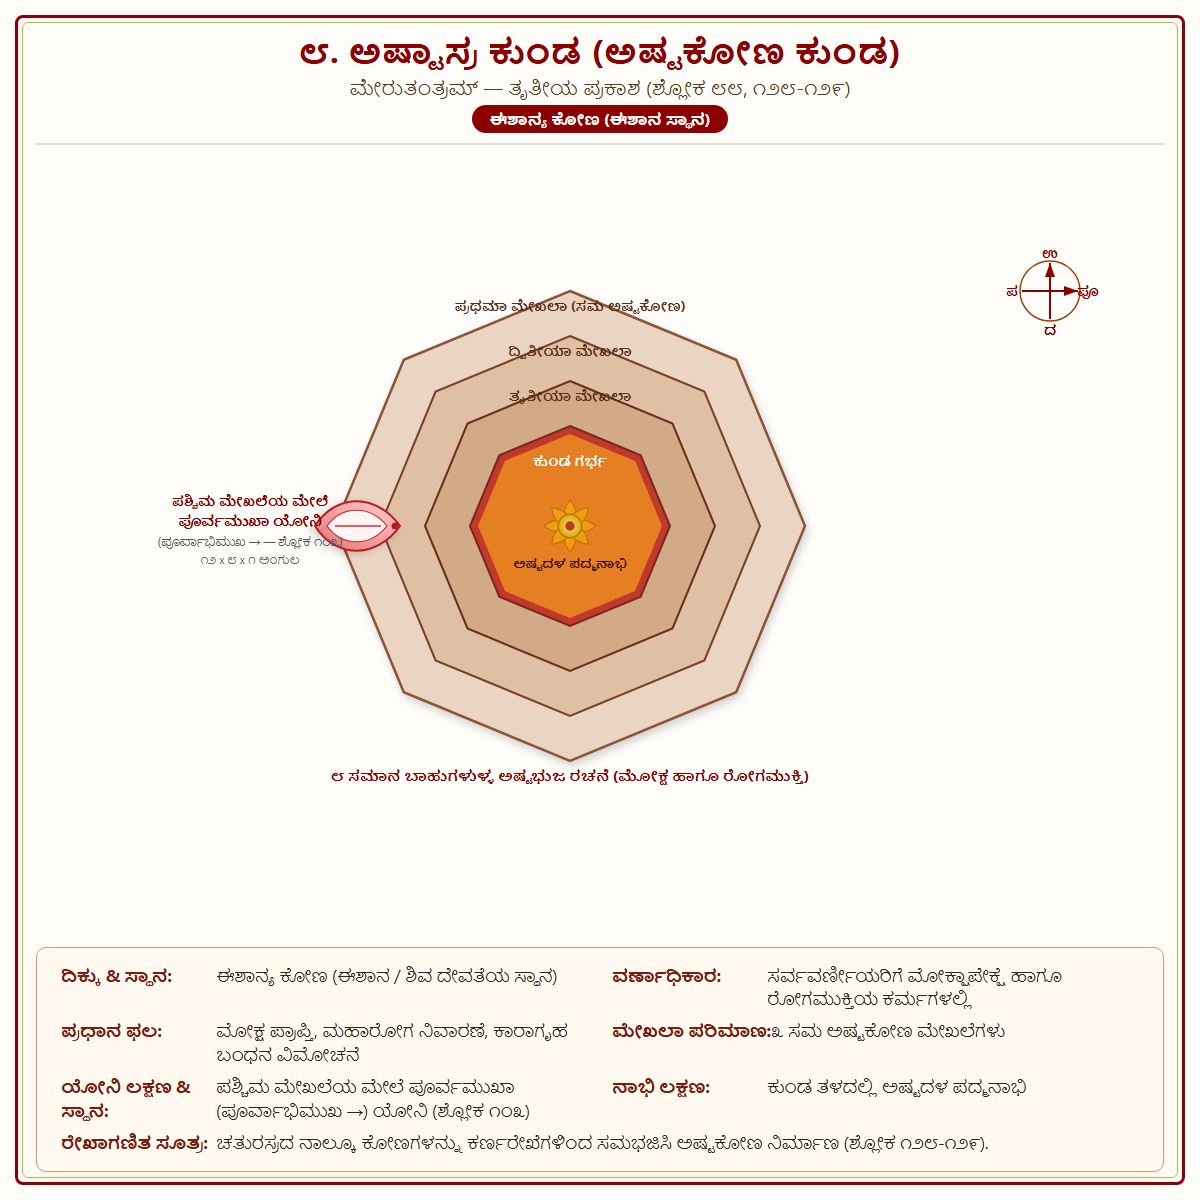 ೮. ಅಷ್ಟಾಸ್ರ ಕುಂಡ (ಅಷ್ಟಕೋಣ ಕುಂಡ)
ಮೇರುತಂತ್ರಮ್ — ತೃತೀಯ ಪ್ರಕಾಶ (ಶ್ಲೋಕ ೮೮, ೧೨೮-೧೨೯)
ಈಶಾನ್ಯ ಕೋಣ (ಈಶಾನ ಸ್ಥಾನ)
ಉ
ಪ
ಪೂ
ದ
ಪ್ರಥಮಾ ಮೇಖಲಾ (ಸಮ ಅಷ್ಟಕೋಣ)
ದ್ವಿತೀಯಾ ಮೇಖಲಾ
ತೃತೀಯಾ ಮೇಖಲಾ
ಕುಂಡ ಗರ್ಭ
ಅಷ್ಟದಳ ಪದ್ಮನಾಭಿ
ಪಶ್ಚಿಮ ಮೇಖಲೆಯ ಮೇಲೆ
ಪೂರ್ವಮುಖಾ ಯೋನಿ
(ಪೂರ್ವಾಭಿಮುಖ → — ಶ್ಲೋಕ ೧೦೩)
೧೨ x ೮ x ೧ ಅಂಗುಲ
೮ ಸಮಾನ ಬಾಹುಗಳುಳ್ಳ ಅಷ್ಟಭುಜ ರಚನೆ (ಮೋಕ್ಷ ಹಾಗೂ ರೋಗಮುಕ್ತಿ)
ದಿಕ್ಕು & ಸ್ಥಾನ: ಈಶಾನ್ಯ ಕೋಣ (ಈಶಾನ / ಶಿವ ದೇವತೆಯ ಸ್ಥಾನ)
ವರ್ಣಾಧಿಕಾರ: ಸರ್ವವರ್ಣೀಯರಿಗೆ ಮೋಕ್ಷಾಪೇಕ್ಷೆ ಹಾಗೂ
ರೋಗಮುಕ್ತಿಯ ಕರ್ಮಗಳಲ್ಲಿ
ಪ್ರಧಾನ ಫಲ: ಮೋಕ್ಷ ಪ್ರಾಪ್ತಿ, ಮಹಾರೋಗ ನಿವಾರಣೆ, ಕಾರಾಗೃಹ
ಬಂಧನ ವಿಮೋಚನೆ
ಮೇಖಲಾ ಪರಿಮಾಣ: ೩ ಸಮ ಅಷ್ಟಕೋಣ ಮೇಖಲೆಗಳು
ಯೋನಿ ಲಕ್ಷಣ & ಪಶ್ಚಿಮ ಮೇಖಲೆಯ ಮೇಲೆ ಪೂರ್ವಮುಖಾ
ಸ್ಥಾನ: (ಪೂರ್ವಾಭಿಮುಖ →) ಯೋನಿ (ಶ್ಲೋಕ ೧೦೩)
ನಾಭಿ ಲಕ್ಷಣ: ಕುಂಡ ತಳದಲ್ಲಿ ಅಷ್ಟದಳ ಪದ್ಮನಾಭಿ
ರೇಖಾಗಣಿತ ಸೂತ್ರ: ಚತುರಸ್ರದ ನಾಲ್ಕೂ ಕೋಣಗಳನ್ನು ಕರ್ಣರೇಖೆಗಳಿಂದ ಸಮಭಜಿಸಿ ಅಷ್ಟಕೋಣ ನಿರ್ಮಾಣ (ಶ್ಲೋಕ ೧೨೮-೧೨೯).